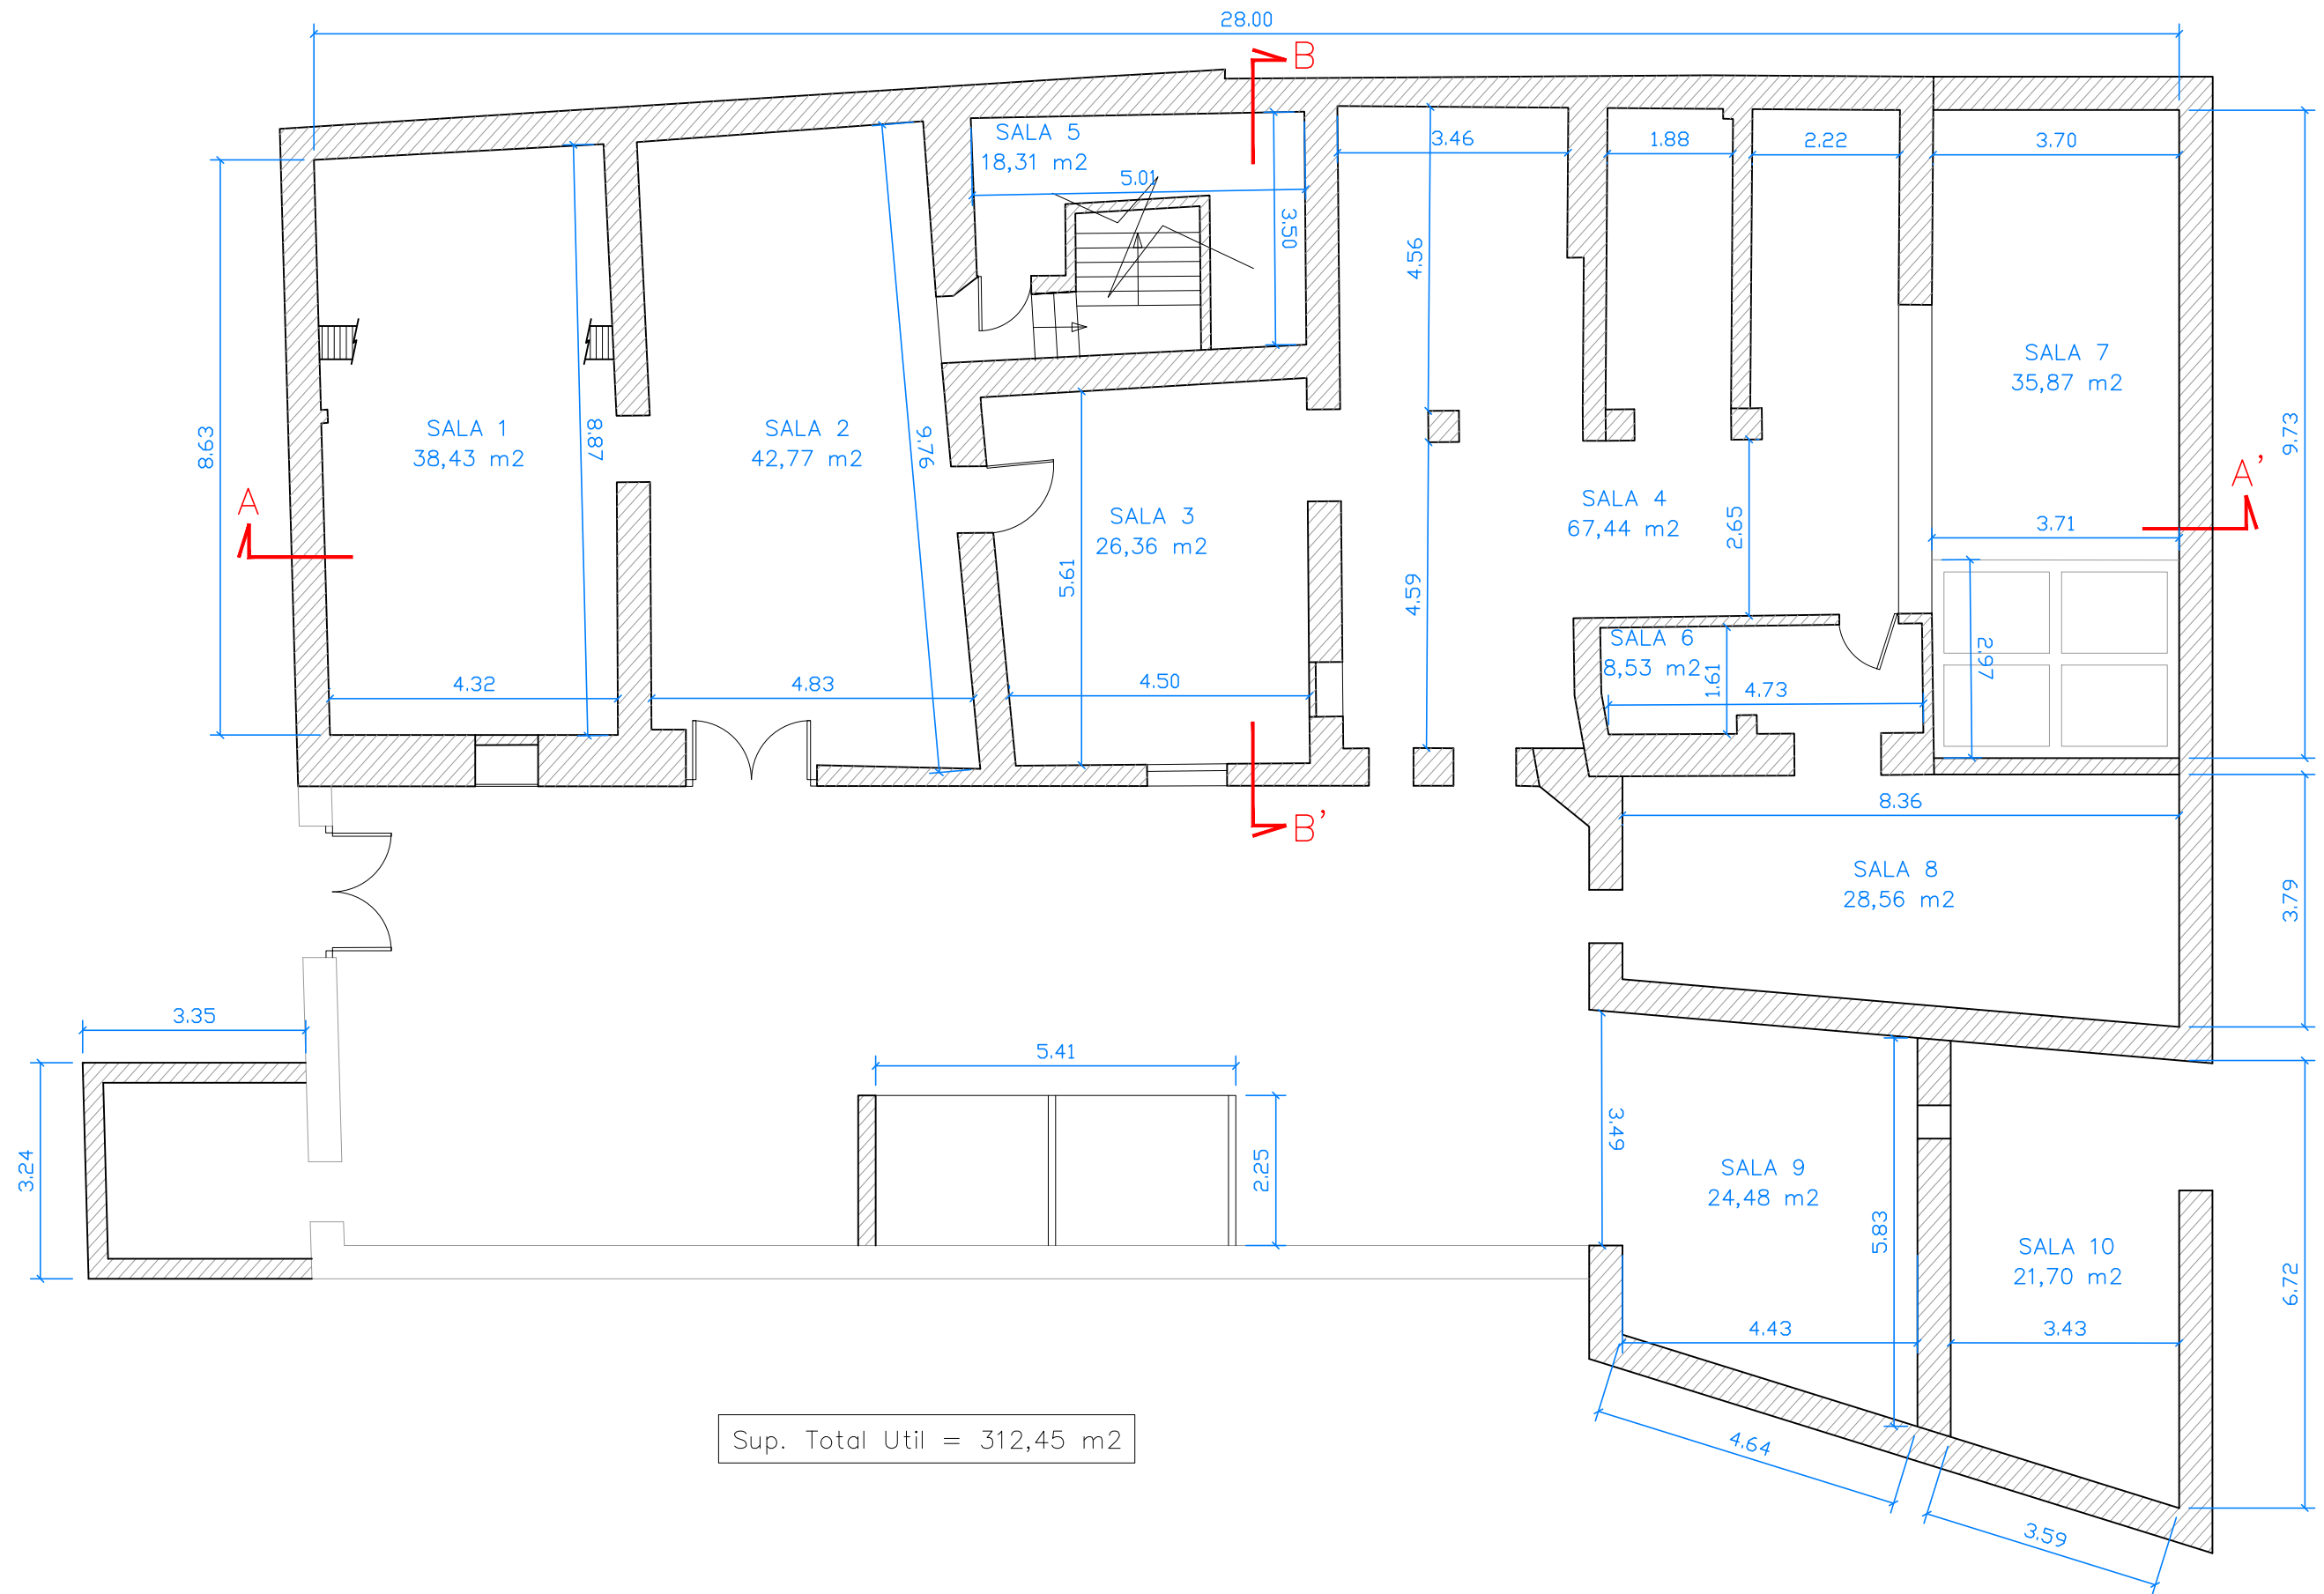 28.00
B
SALA 5
18,31 m2
5.01
3.50
3.46
1.88
2.22
3.70
4.56
9.73
SALA 7
35,87 m2
8.63
SALA 1
38,43 m2
8.87
SALA 2
42,77 m2
9.76
A
A'
SALA 3
26,36 m2
5.61
SALA 4
67,44 m2
2.65
4.59
3.71
2.97
SALA 6
8,53 m2
1.61
4.73
4.32
4.83
4.50
B'
8.36
SALA 8
28,56 m2
3.79
3.35
3.24
5.41
2.25
3.49
SALA 9
24,48 m2
5.83
SALA 10
21,70 m2
6.72
4.43
3.43
4.64
3.59
Sup. Total Util = 312,45 m2